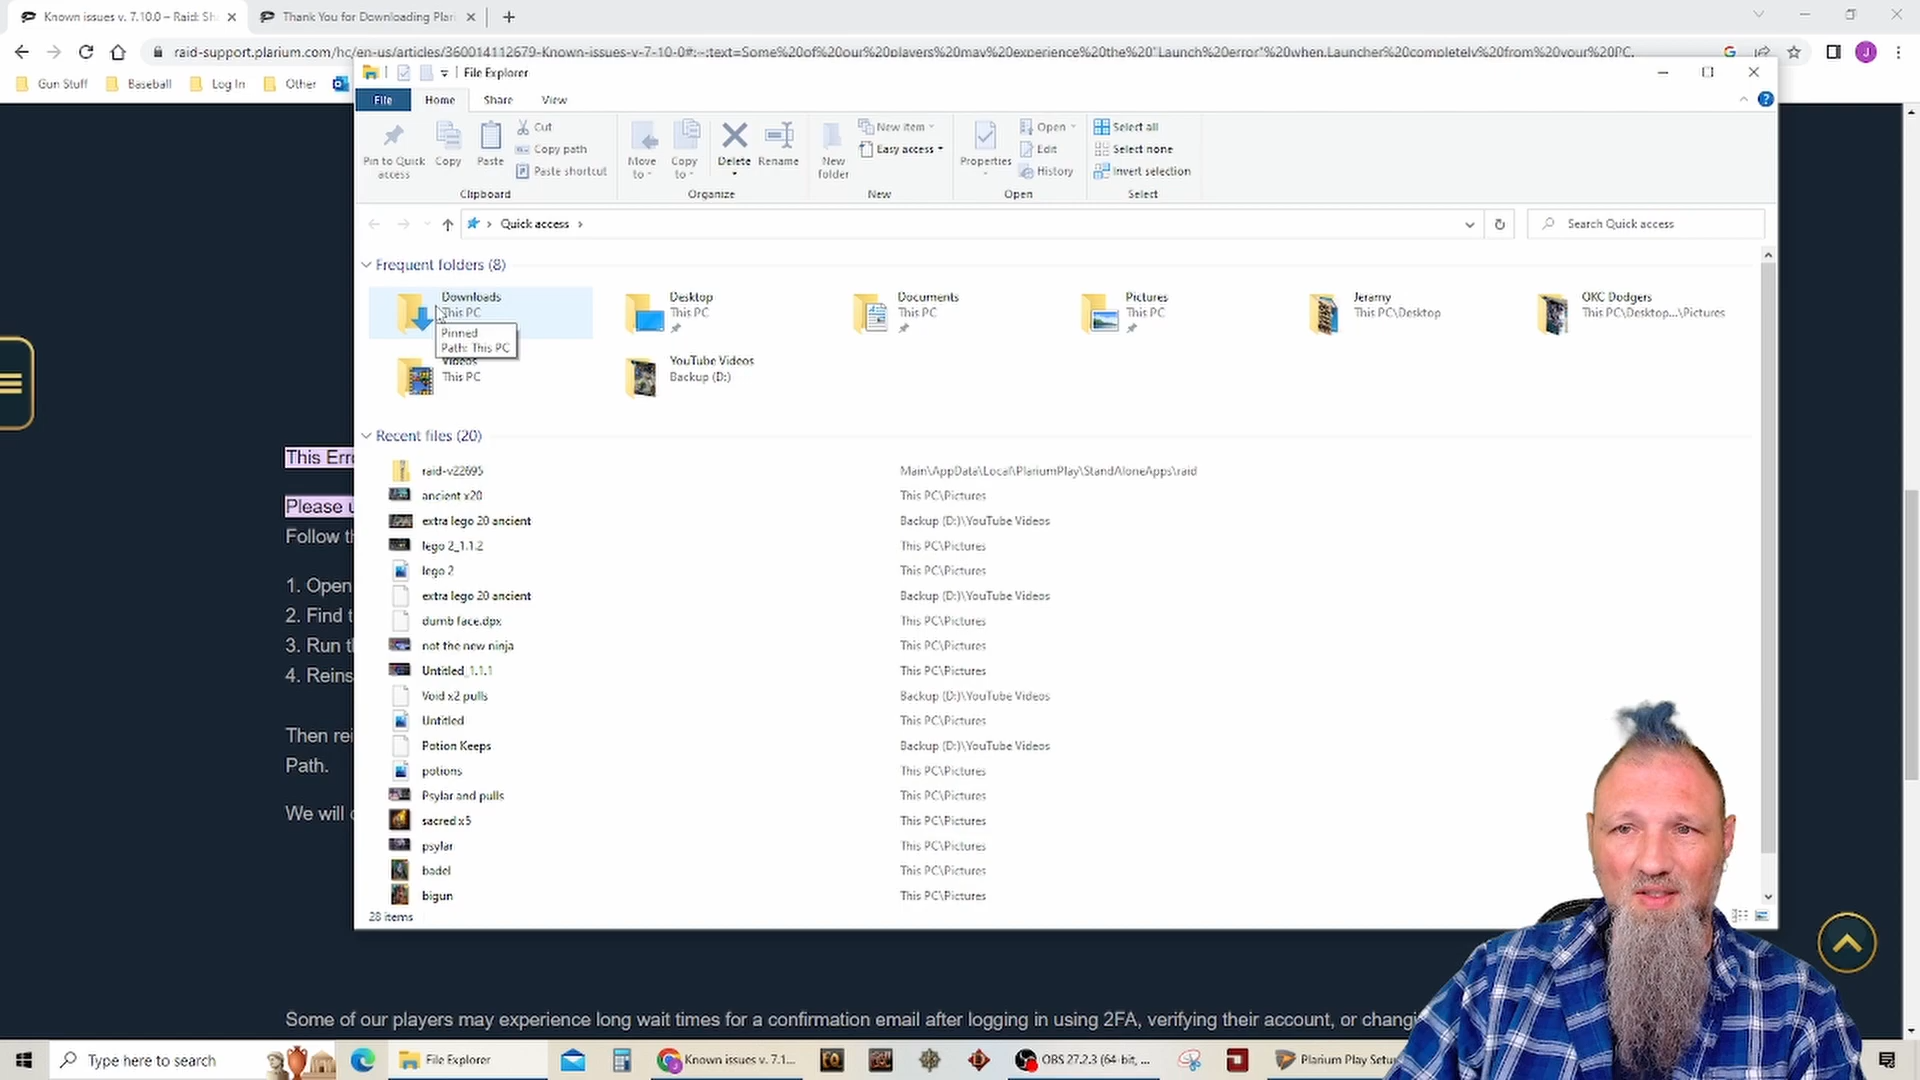 Known issues v. 7.10.0 – Raid: Sh
Thank You for Downloading Plari
raid-support.plarium.com/hc/en-us/articles/360014112679-Known-issues-v-7-10-0#:~:text=Some%20of%20our%20players%20may%20experience%20the%20"Launch%20error"%20when,Launcher%20completely%20from%20your%20PC.
Gun Stuff
Baseball
Log In
Other
File Explorer
File
Home
Share
View
Pin to Quick access
Copy
Paste
Cut
Copy path
Paste shortcut
Clipboard
Move to
Copy to
Delete
Rename
Organize
New folder
New item
Easy access
New
Properties
Open
Edit
History
Open
Select all
Select none
Invert selection
Select
Quick access
Search Quick access
Frequent folders (8)
Downloads
This PC
Pinned
Path: This PC
Desktop
This PC
Documents
This PC
Pictures
This PC
Jeramy
This PC\Desktop
OKC Dodgers
This PC\Desktop...\Pictures
Videos
This PC
YouTube Videos
Backup (D:)
Recent files (20)
raid-v22695 Main\AppData\Local\PlariumPlay\StandAloneApps\raid
ancient x20 This PC\Pictures
extra lego 20 ancient Backup (D:)\YouTube Videos
lego 2_1.1.2 This PC\Pictures
lego 2 This PC\Pictures
extra lego 20 ancient Backup (D:)\YouTube Videos
dumb face.dpx This PC\Pictures
not the new ninja This PC\Pictures
Untitled_1.1.1 This PC\Pictures
Void x2 pulls Backup (D:)\YouTube Videos
Untitled This PC\Pictures
Potion Keeps Backup (D:)\YouTube Videos
potions This PC\Pictures
Psylar and pulls This PC\Pictures
sacred x5 This PC\Pictures
psylar This PC\Pictures
badel This PC\Pictures
bigun This PC\Pictures
28 items
This Err
Please u
Follow th
1. Open
2. Find t
3. Run th
4. Reins
Then rei
Path.
We will
Some of our players may experience long wait times for a confirmation email after logging in using 2FA, verifying their account, or changi
Type here to search
File Explorer
Known issues v. 7.1...
OBS 27.2.3 (64-bit, ...
Plarium Play Setu